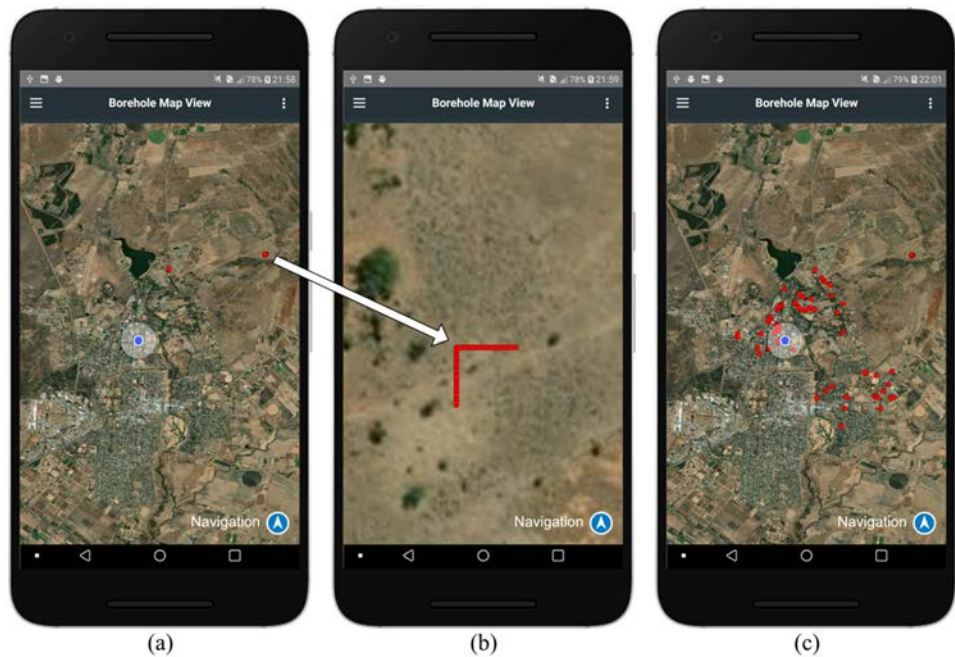 78% 21:58
Borehole Map View
Navigation
(a)
78% 21:59
Borehole Map View
Navigation
(b)
79% 22:01
Borehole Map View
Navigation
(c)